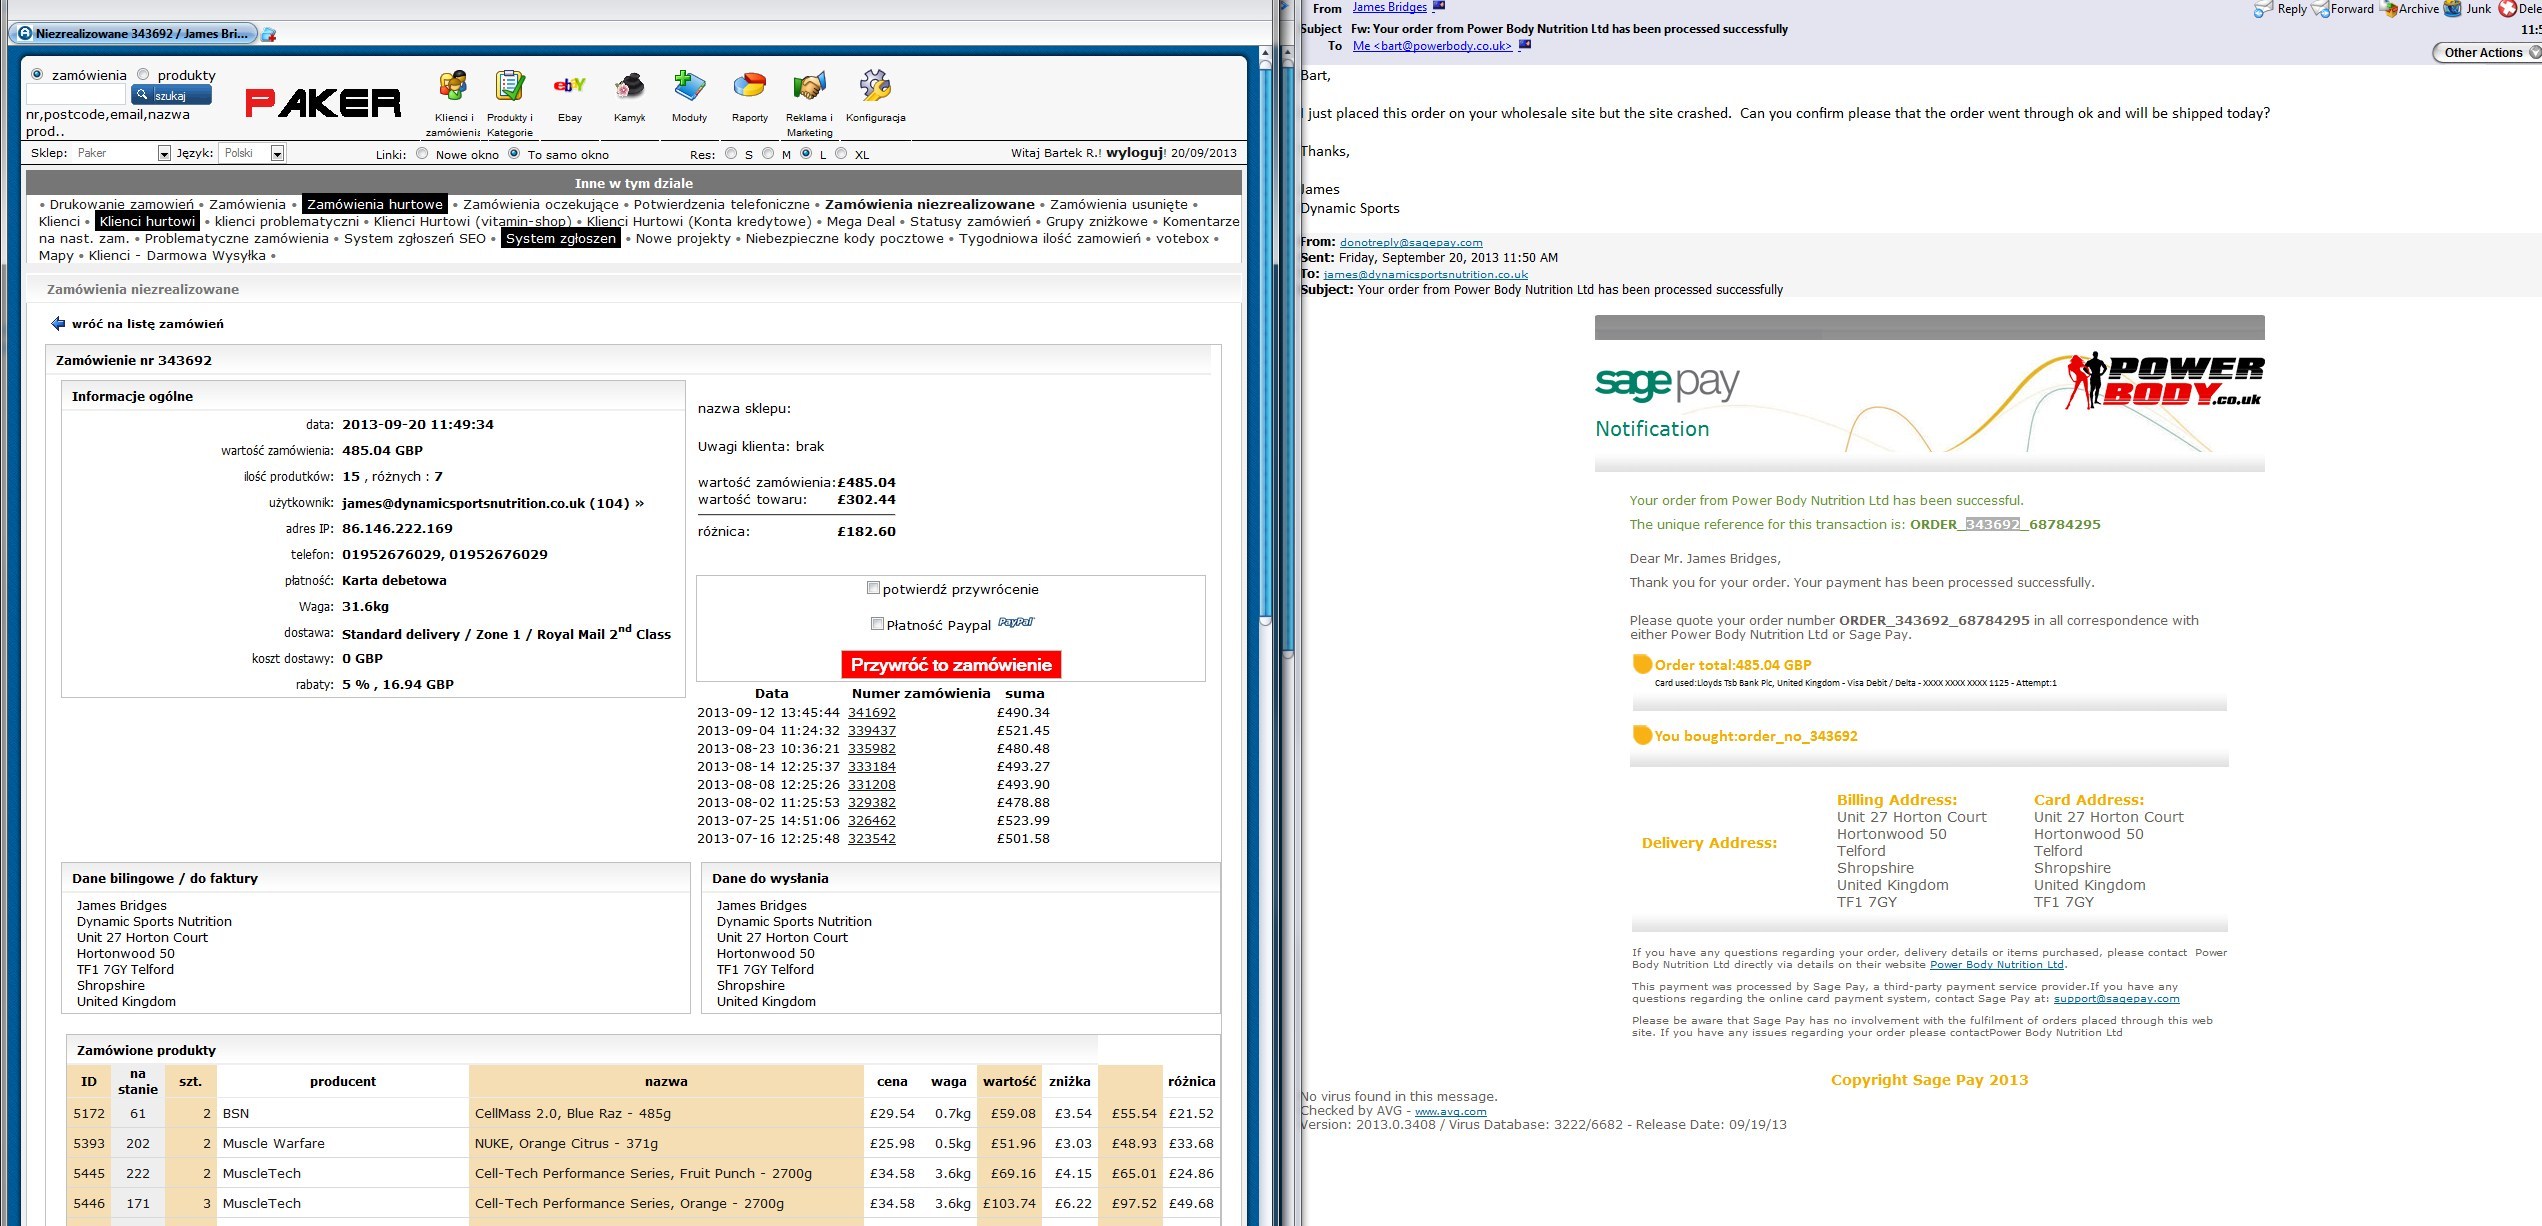 Niezrealizowane 343692 / James Bri...
zamówienia produkty
szukaj
nr,postcode,email,nazwa
prod..
PAKER
Klienci i
zamówienia
Produkty i
Kategorie
Ebay
Kamyk
Moduły
Raporty
Reklama i
Marketing
Konfiguracja
Sklep: Paker Język: Polski Linki: Nowe okno To samo okno Res: S M L XL Witaj Bartek R.! wyloguj! 20/09/2013
Inne w tym dziale
• Drukowanie zamowień • Zamówienia • Zamówienia hurtowe • Zamówienia oczekujące • Potwierdzenia telefoniczne • Zamówienia niezrealizowane • Zamówienia usunięte •
Klienci • Klienci hurtowi • klienci problematyczni • Klienci Hurtowi (vitamin-shop) • Klienci Hurtowi (Konta kredytowe) • Mega Deal • Statusy zamówień • Grupy zniżkowe • Komentarze
na nast. zam. • Problematyczne zamówienia • System zgłoszeń SEO • System zgłoszen • Nowe projekty • Niebezpieczne kody pocztowe • Tygodniowa ilość zamowień • votebox •
Mapy • Klienci - Darmowa Wysyłka •
Zamówienia niezrealizowane
wróć na listę zamówień
Zamówienie nr 343692
Informacje ogólne
data: 2013-09-20 11:49:34
wartość zamówienia: 485.04 GBP
ilość produtków: 15 , różnych : 7
użytkownik: james@dynamicsportsnutrition.co.uk (104) »
adres IP: 86.146.222.169
telefon: 01952676029, 01952676029
płatność: Karta debetowa
Waga: 31.6kg
dostawa: Standard delivery / Zone 1 / Royal Mail 2nd Class
koszt dostawy: 0 GBP
rabaty: 5 % , 16.94 GBP
nazwa sklepu:
Uwagi klienta: brak
wartość zamówienia: £485.04
wartość towaru: £302.44
różnica: £182.60
potwierdź przywrócenie
Płatność Paypal PayPal
Przywróć to zamówienie
Data Numer zamówienia suma
2013-09-12 13:45:44 341692 £490.34
2013-09-04 11:24:32 339437 £521.45
2013-08-23 10:36:21 335982 £480.48
2013-08-14 12:25:37 333184 £493.27
2013-08-08 12:25:26 331208 £493.90
2013-08-02 11:25:53 329382 £478.88
2013-07-25 14:51:06 326462 £523.99
2013-07-16 12:25:48 323542 £501.58
Dane bilingowe / do faktury
James Bridges
Dynamic Sports Nutrition
Unit 27 Horton Court
Hortonwood 50
TF1 7GY Telford
Shropshire
United Kingdom
Dane do wysłania
James Bridges
Dynamic Sports Nutrition
Unit 27 Horton Court
Hortonwood 50
TF1 7GY Telford
Shropshire
United Kingdom
Zamówione produkty
ID na stanie szt. producent nazwa cena waga wartość zniżka różnica
5172 61 2 BSN CellMass 2.0, Blue Raz - 485g £29.54 0.7kg £59.08 £3.54 £55.54 £21.52
5393 202 2 Muscle Warfare NUKE, Orange Citrus - 371g £25.98 0.5kg £51.96 £3.03 £48.93 £33.68
5445 222 2 MuscleTech Cell-Tech Performance Series, Fruit Punch - 2700g £34.58 3.6kg £69.16 £4.15 £65.01 £24.86
5446 171 3 MuscleTech Cell-Tech Performance Series, Orange - 2700g £34.58 3.6kg £103.74 £6.22 £97.52 £49.68
From James Bridges Reply Forward Archive Junk Dele
Subject Fw: Your order from Power Body Nutrition Ltd has been processed successfully 11:5
To Me <bart@powerbody.co.uk> Other Actions
Bart,
I just placed this order on your wholesale site but the site crashed. Can you confirm please that the order went through ok and will be shipped today?
Thanks,
James
Dynamic Sports
From: donotreply@sagepay.com
Sent: Friday, September 20, 2013 11:50 AM
To: james@dynamicsportsnutrition.co.uk
Subject: Your order from Power Body Nutrition Ltd has been processed successfully
sage pay
POWER
BODY.co.uk
Notification
Your order from Power Body Nutrition Ltd has been successful.
The unique reference for this transaction is: ORDER_343692_68784295
Dear Mr. James Bridges,
Thank you for your order. Your payment has been processed successfully.
Please quote your order number ORDER_343692_68784295 in all correspondence with
either Power Body Nutrition Ltd or Sage Pay.
Order total:485.04 GBP
Card used:Lloyds Tsb Bank Plc, United Kingdom - Visa Debit / Delta - XXXX XXXX XXXX 1125 - Attempt:1
You bought:order_no_343692
Delivery Address:
Billing Address:
Unit 27 Horton Court
Hortonwood 50
Telford
Shropshire
United Kingdom
TF1 7GY
Card Address:
Unit 27 Horton Court
Hortonwood 50
Telford
Shropshire
United Kingdom
TF1 7GY
If you have any questions regarding your order, delivery details or items purchased, please contact Power
Body Nutrition Ltd directly via details on their website Power Body Nutrition Ltd.
This payment was processed by Sage Pay, a third-party payment service provider.If you have any
questions regarding the online card payment system, contact Sage Pay at: support@sagepay.com
Please be aware that Sage Pay has no involvement with the fulfilment of orders placed through this web
site. If you have any issues regarding your order please contactPower Body Nutrition Ltd
Copyright Sage Pay 2013
No virus found in this message.
Checked by AVG - www.avg.com
Version: 2013.0.3408 / Virus Database: 3222/6682 - Release Date: 09/19/13